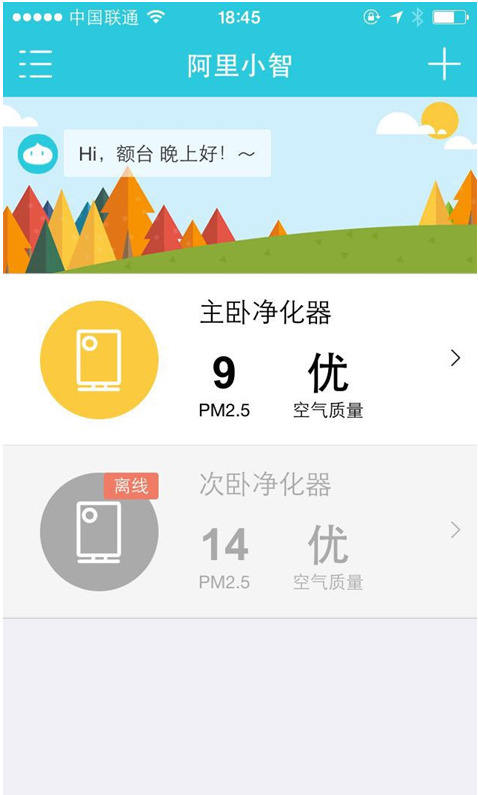 中国联通 18:45
阿里小智
Hi，额台 晚上好！～
主卧净化器
9 优
PM2.5 空气质量
离线
次卧净化器
14 优
PM2.5 空气质量